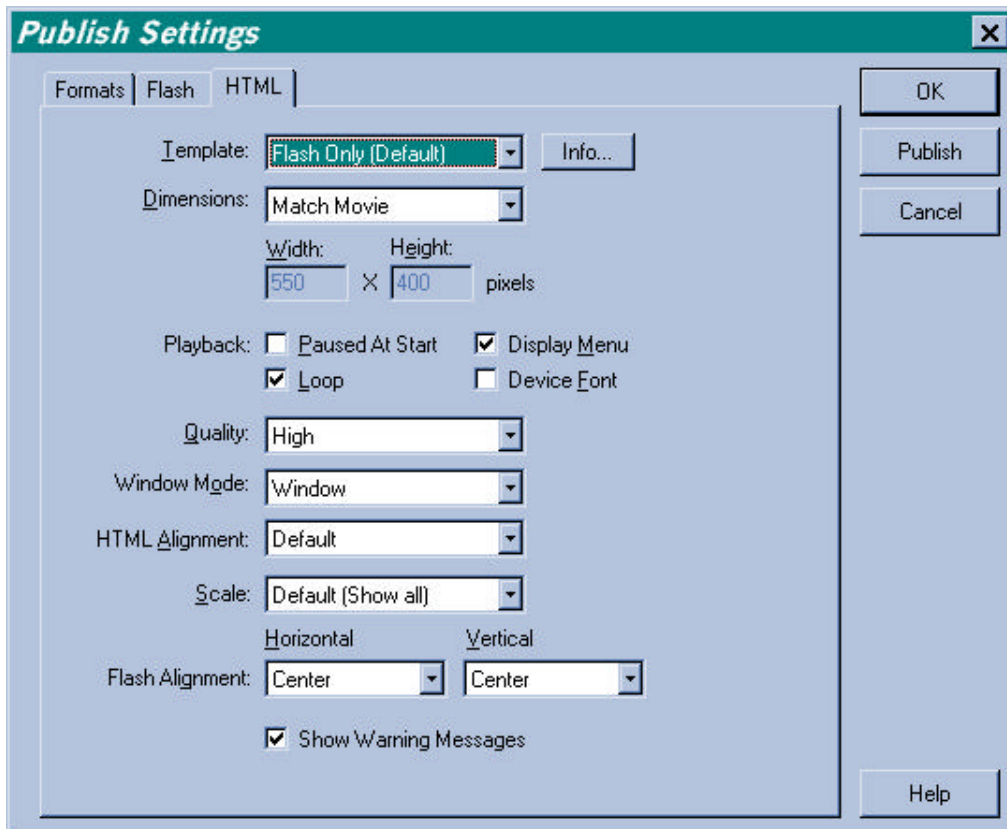 Publish Settings
Formats Flash HTML
OK
Template: Flash Only (Default) Info...
Publish
Dimensions: Match Movie
Cancel
Width: Height:
550 X 400 pixels
Playback: Paused At Start Display Menu
Loop Device Font
Quality: High
Window Mode: Window
HTML Alignment: Default
Scale: Default (Show all)
Horizontal Vertical
Flash Alignment: Center Center
Show Warning Messages
Help